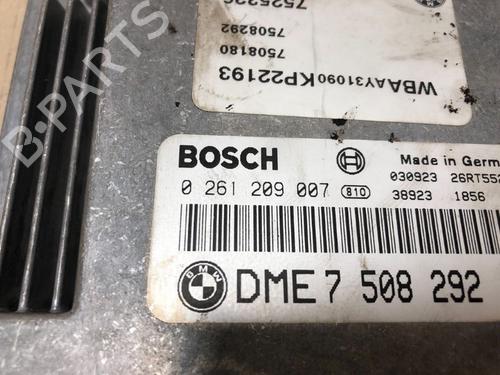 7508292
7508180
WBAAY31090KP22193
BOSCH
Made in Germ
0 261 209 007 810
030923 26RT552
38923 1856
BMW
DME 7 508 292
B-PARTS